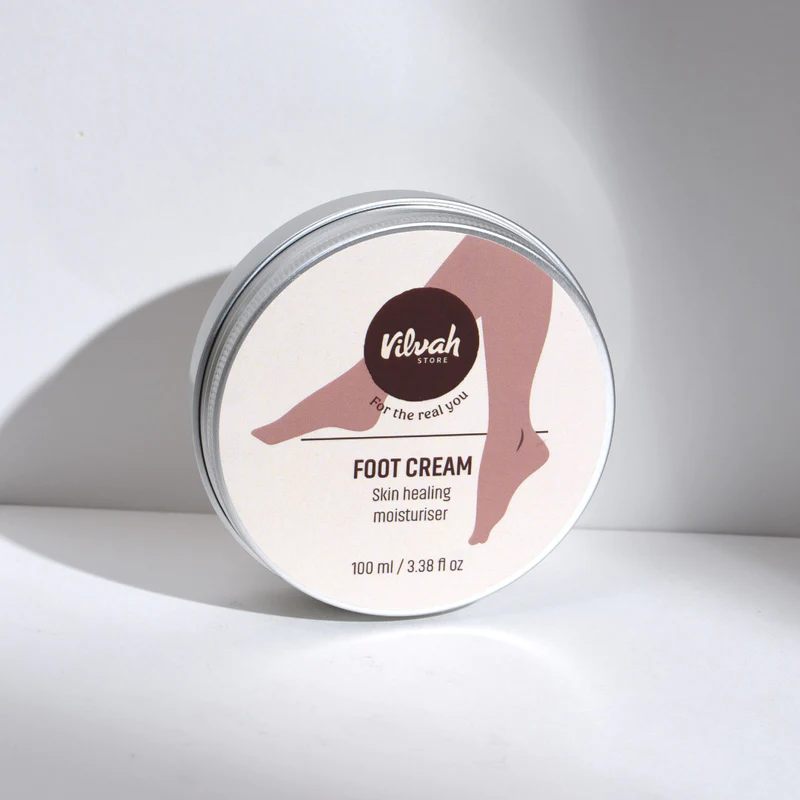 Vilvah
STORE
For the real you
FOOT CREAM
Skin healing
moisturiser
100 ml / 3.38 fl oz